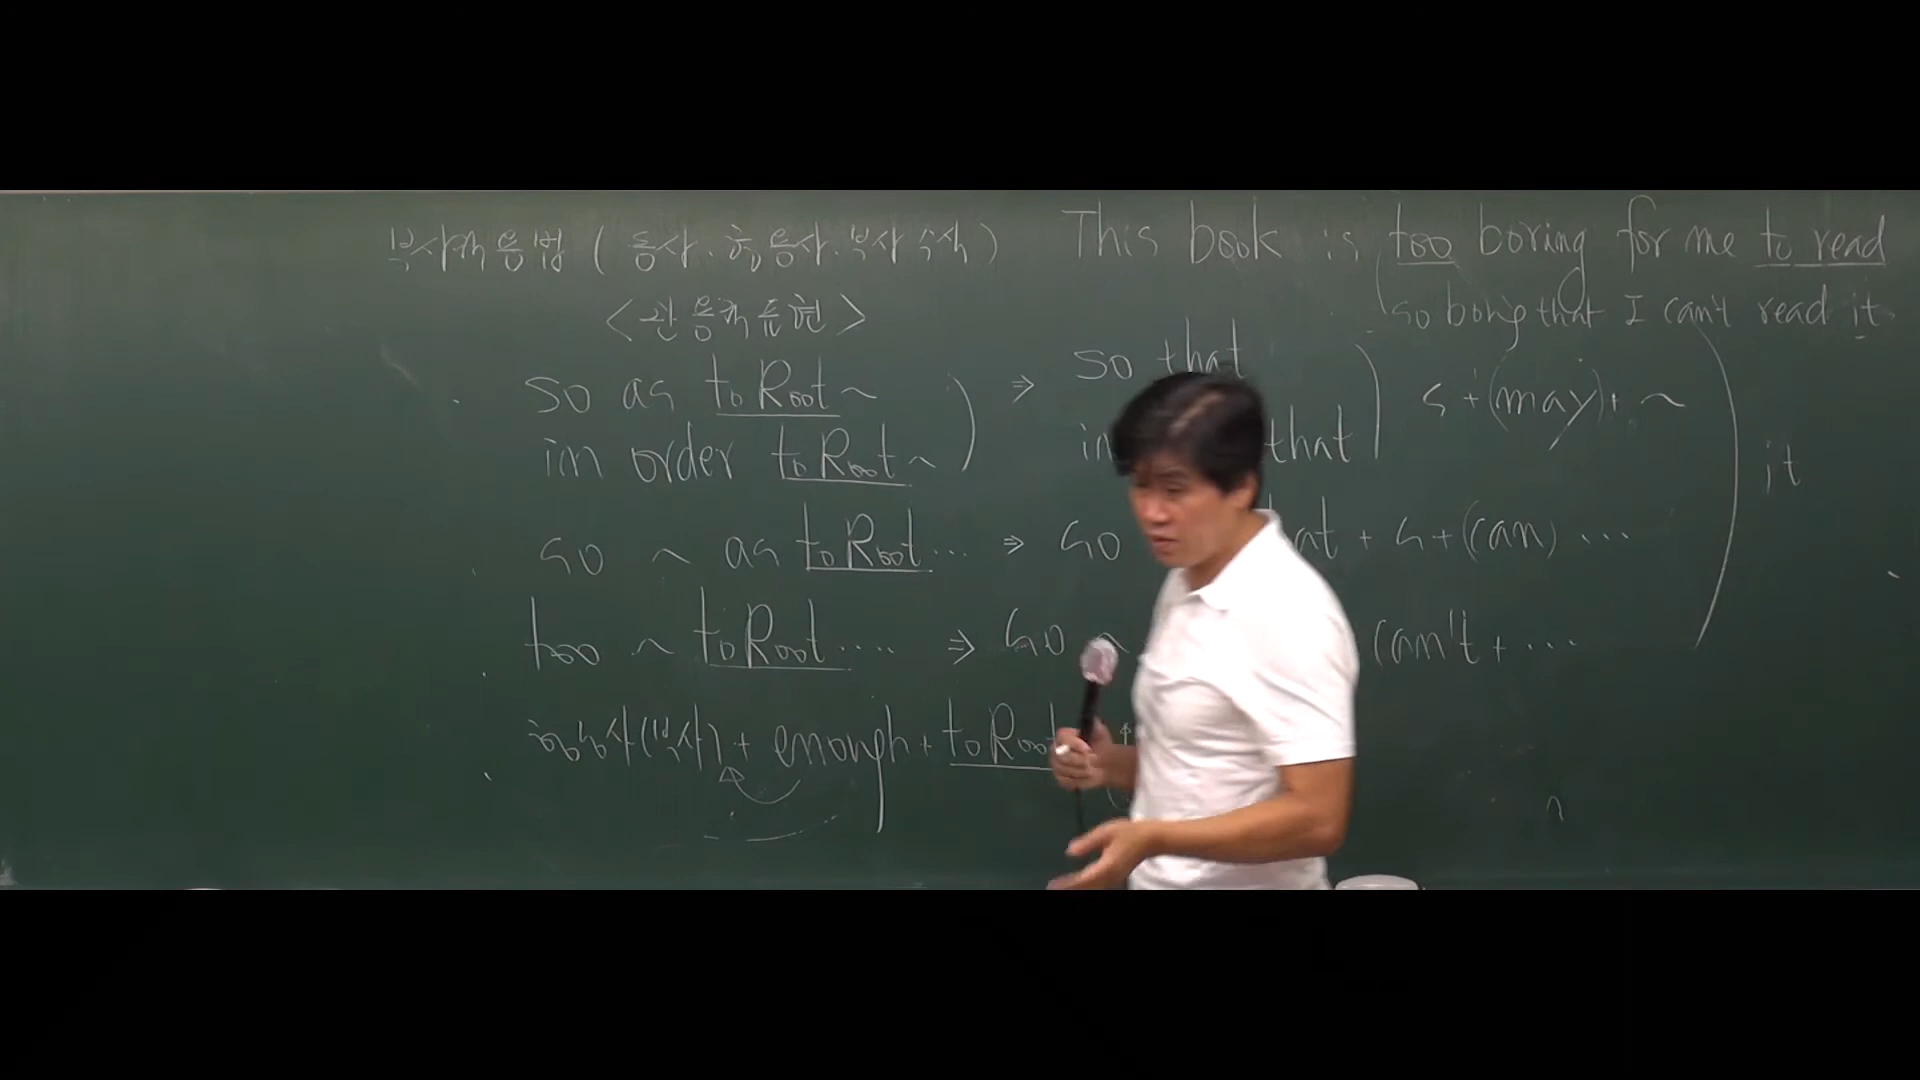 부사적용법 ( 동사. 형용사. 부사 수식 )
<관용적표현>
so as to Root ~
in order to Root ~
so ~ as to Root ...
too ~ to Root ....
형용사(부사) + enough + to Root
This book is too boring for me to read
so boring that I can't read it.
⇒ so that
that
S + (may) + ~
⇒ so + S + (can) ...
⇒ so ~ can't + ...
it